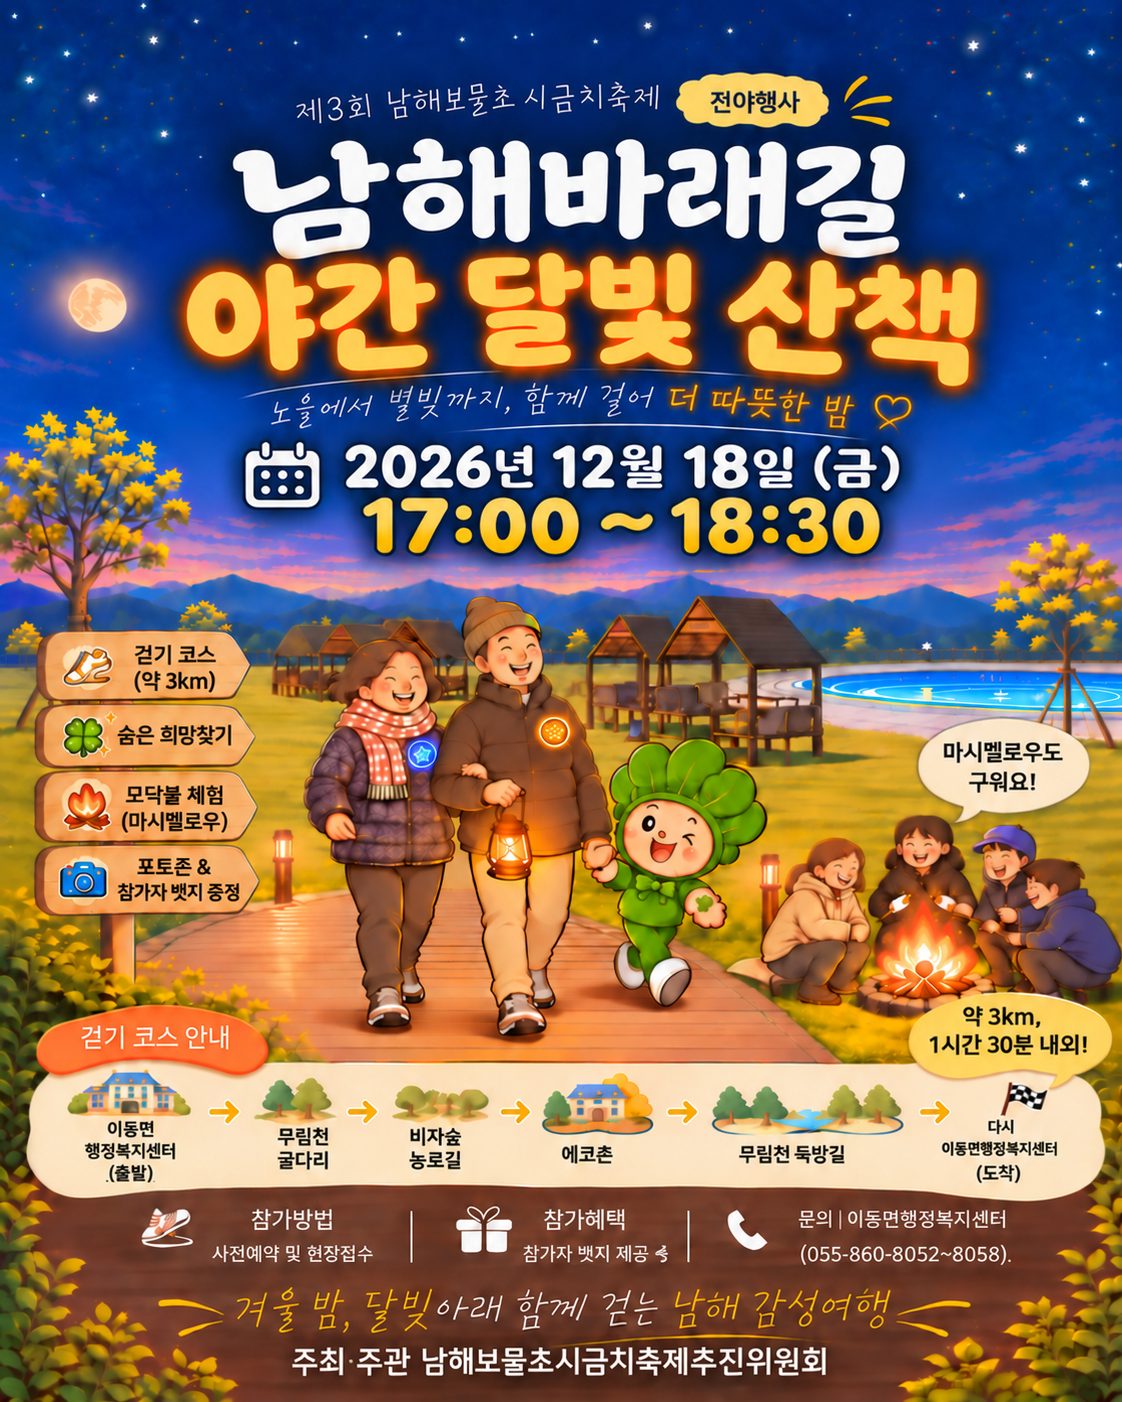 제3회 남해보물초 시금치축제 전야행사
남해바래길
야간 달빛 산책
노을에서 별빛까지, 함께 걸어 더 따뜻한 밤
2026년 12월 18일 (금)
17:00 ~ 18:30
걷기 코스
(약 3km)
숨은 희망찾기
모닥불 체험
(마시멜로우)
포토존 &
참가자 뱃지 증정
마시멜로우도
구워요!
걷기 코스 안내
약 3km,
1시간 30분 내외!
이동면
행정복지센터
(출발)
무림천
굴다리
비자숲
농로길
에코촌
무림천 둑방길
다시
이동면행정복지센터
(도착)
참가방법
사전예약 및 현장접수
참가혜택
참가자 뱃지 제공
문의 | 이동면행정복지센터
(055-860-8052~8058).
겨울 밤, 달빛아래 함께 걷는 남해 감성여행
주최·주관 남해보물초시금치축제추진위원회